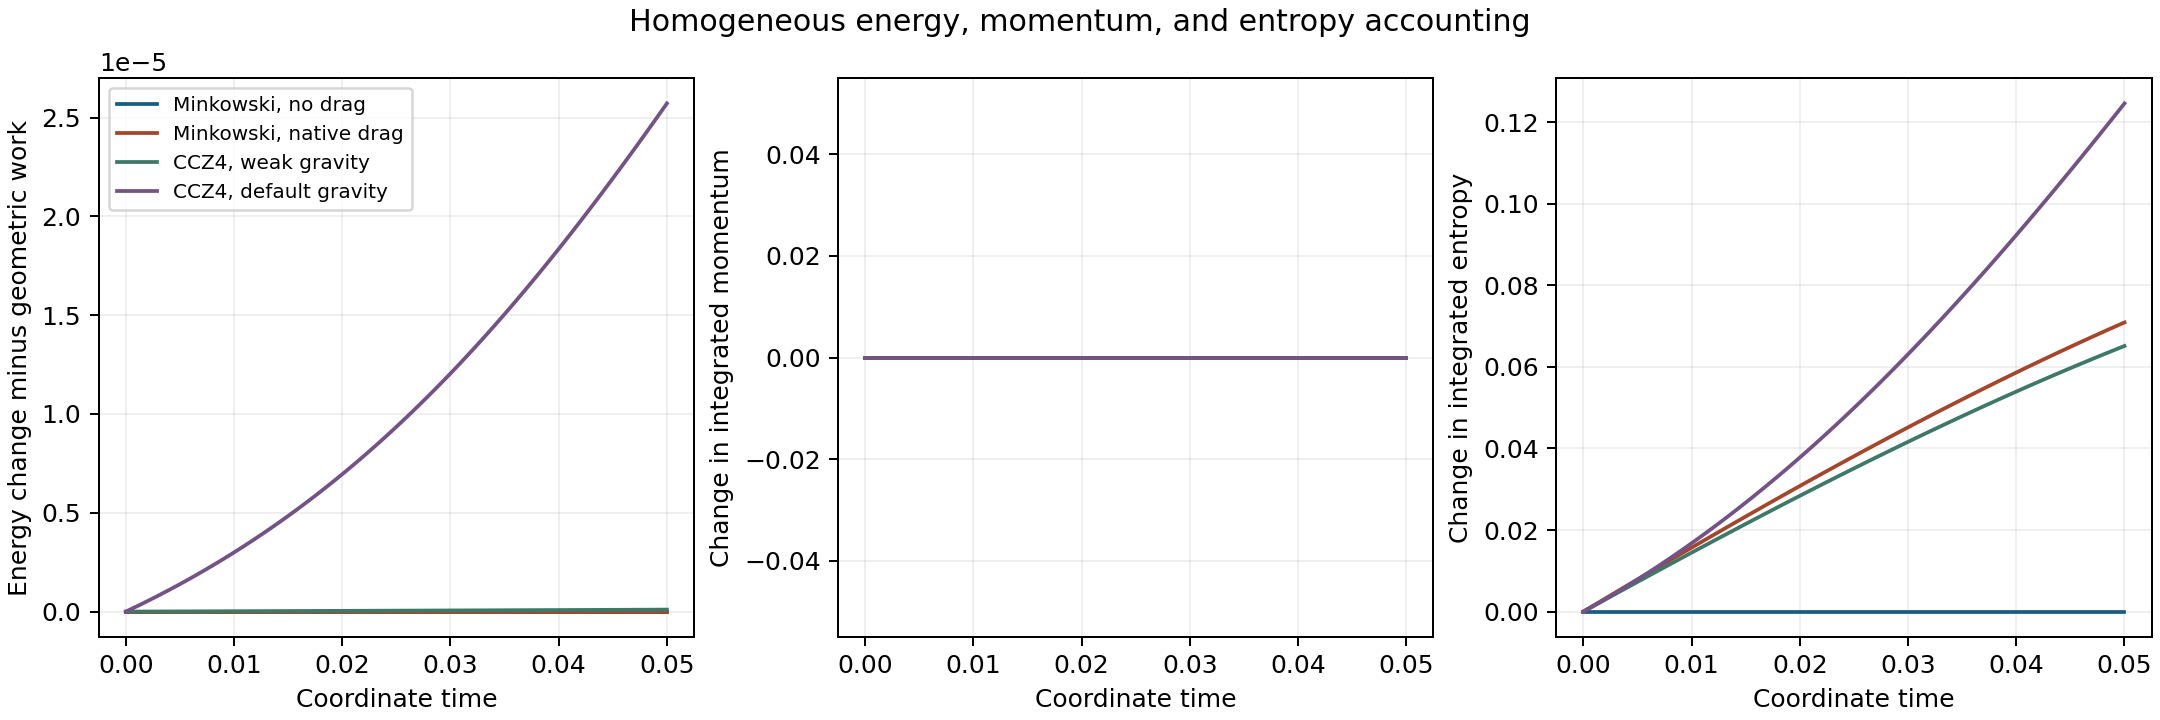 Homogeneous energy, momentum, and entropy accounting
1e−5
Energy change minus geometric work
2.5
2.0
1.5
1.0
0.5
0.0
Minkowski, no drag
Minkowski, native drag
CCZ4, weak gravity
CCZ4, default gravity
0.00 0.01 0.02 0.03 0.04 0.05
Coordinate time
Change in integrated momentum
0.04
0.02
0.00
−0.02
−0.04
0.00 0.01 0.02 0.03 0.04 0.05
Coordinate time
Change in integrated entropy
0.12
0.10
0.08
0.06
0.04
0.02
0.00
0.00 0.01 0.02 0.03 0.04 0.05
Coordinate time